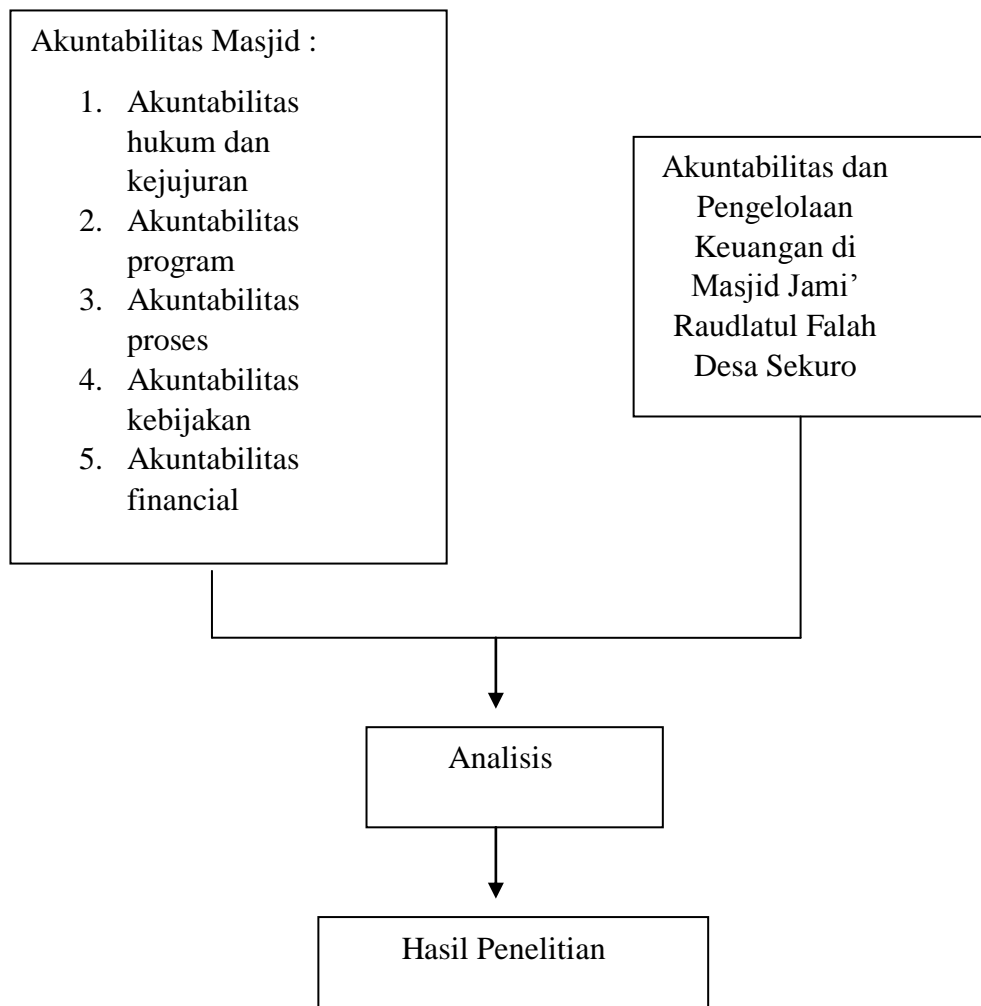 Akuntabilitas Masjid :
1. Akuntabilitas
hukum dan
kejujuran
2. Akuntabilitas
program
3. Akuntabilitas
proses
4. Akuntabilitas
kebijakan
5. Akuntabilitas
financial
Akuntabilitas dan
Pengelolaan
Keuangan di
Masjid Jami’
Raudlatul Falah
Desa Sekuro
Analisis
Hasil Penelitian